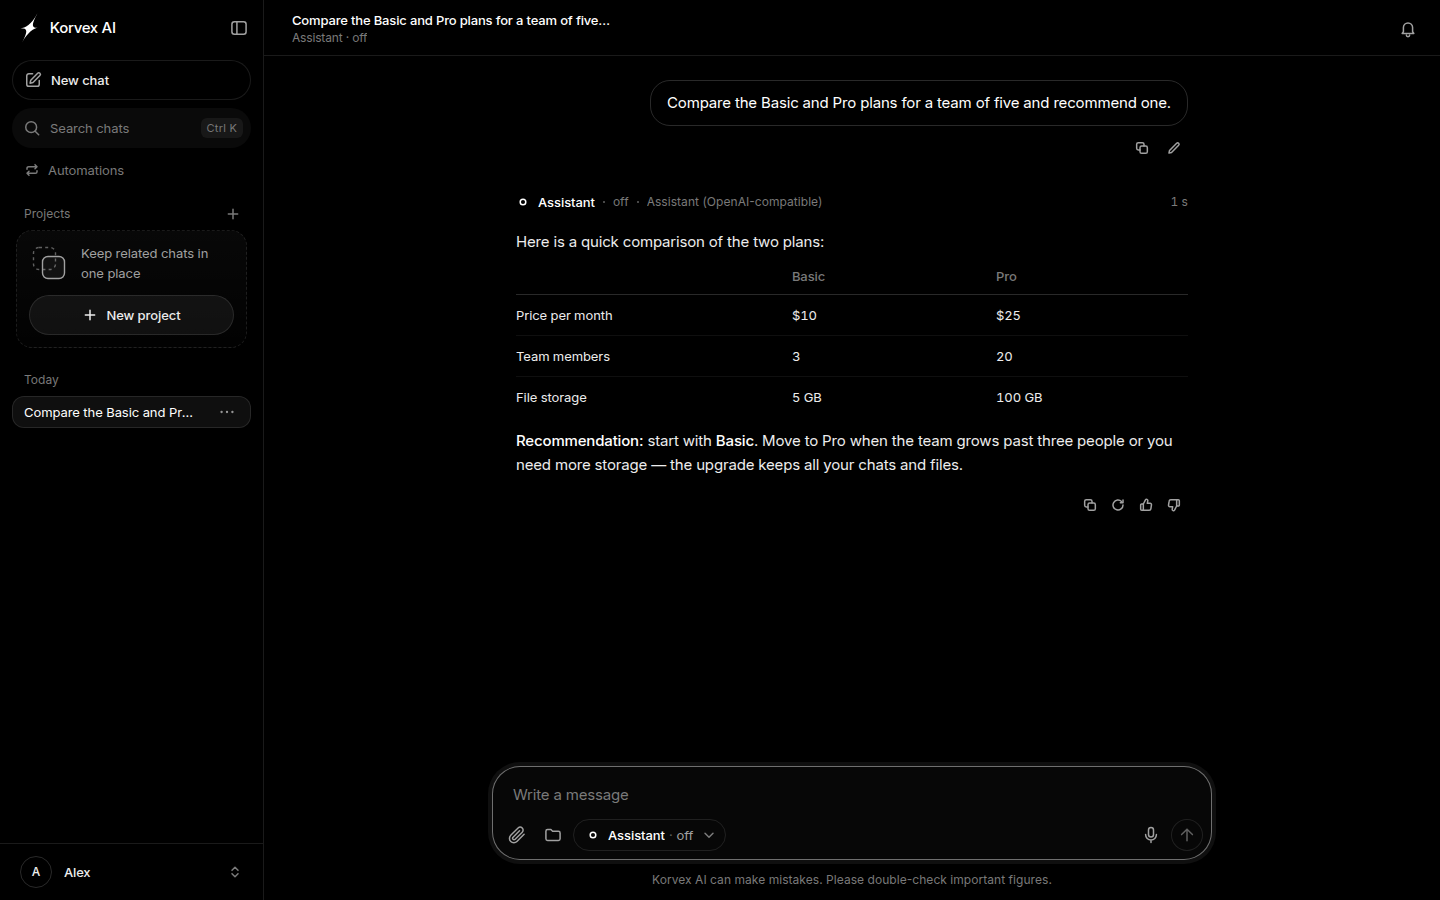 Korvex AI
New chat
Search chats Ctrl K
Automations
Projects
Keep related chats in
one place
New project
Today
Compare the Basic and Pr...
A Alex
Compare the Basic and Pro plans for a team of five...
Assistant · off
Compare the Basic and Pro plans for a team of five and recommend one.
Assistant · off · Assistant (OpenAI-compatible) 1 s
Here is a quick comparison of the two plans:
Basic Pro
Price per month $10 $25
Team members 3 20
File storage 5 GB 100 GB
Recommendation: start with Basic. Move to Pro when the team grows past three people or you
need more storage — the upgrade keeps all your chats and files.
Write a message
Assistant · off
Korvex AI can make mistakes. Please double-check important figures.